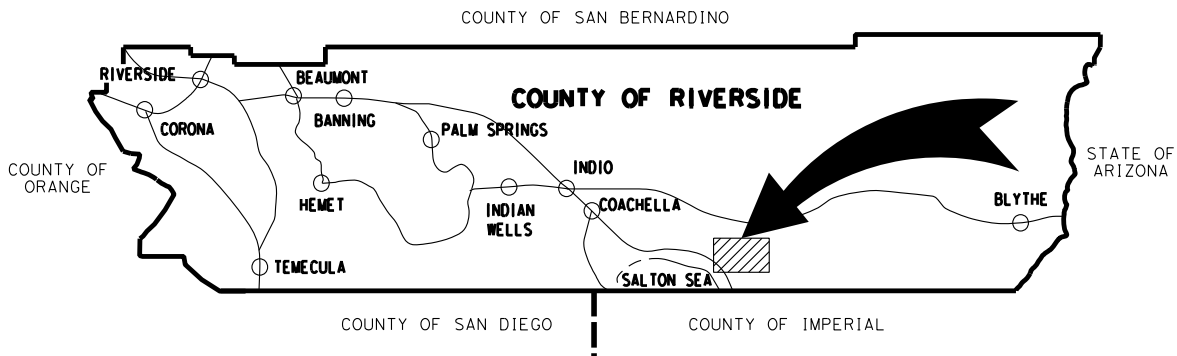 COUNTY OF SAN BERNARDINO
RIVERSIDE
BEAUMONT
COUNTY OF RIVERSIDE
CORONA
BANNING
PALM SPRINGS
COUNTY OF
ORANGE
STATE OF
ARIZONA
INDIO
HEMET
INDIAN
WELLS
COACHELLA
BLYTHE
TEMECULA
SALTON SEA
COUNTY OF SAN DIEGO
COUNTY OF IMPERIAL